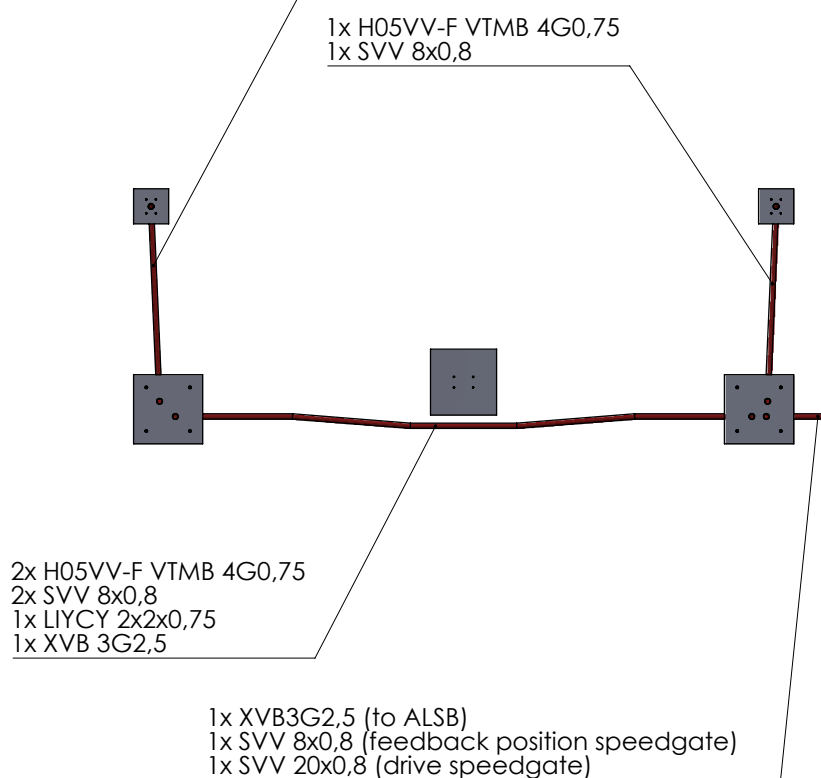 1x H05VV-F VTMB 4G0,75
1x SVV 8x0,8
2x H05VV-F VTMB 4G0,75
2x SVV 8x0,8
1x LIYCY 2x2x0,75
1x XVB 3G2,5
1x XVB3G2,5 (to ALSB)
1x SVV 8x0,8 (feedback position speedgate)
1x SVV 20x0,8 (drive speedgate)